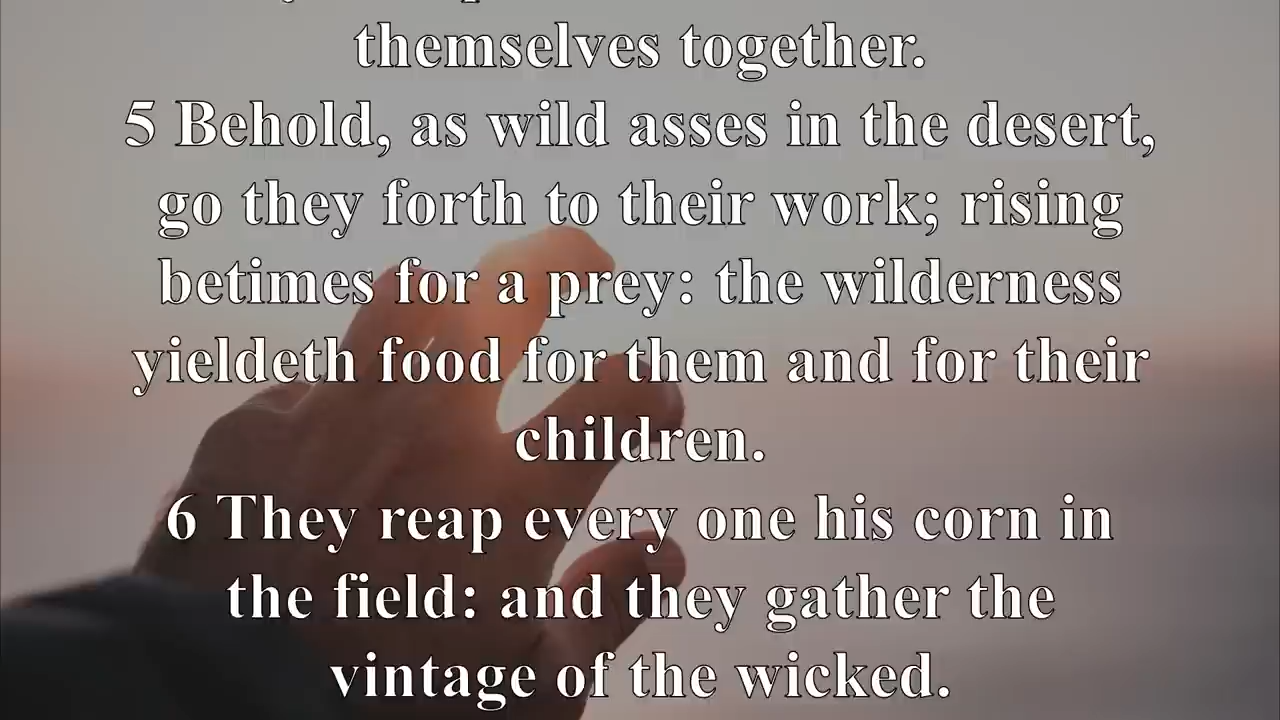 themselves together.
5 Behold, as wild asses in the desert,
go they forth to their work; rising
betimes for a prey: the wilderness
yieldeth food for them and for their
children.
6 They reap every one his corn in
the field: and they gather the
vintage of the wicked.